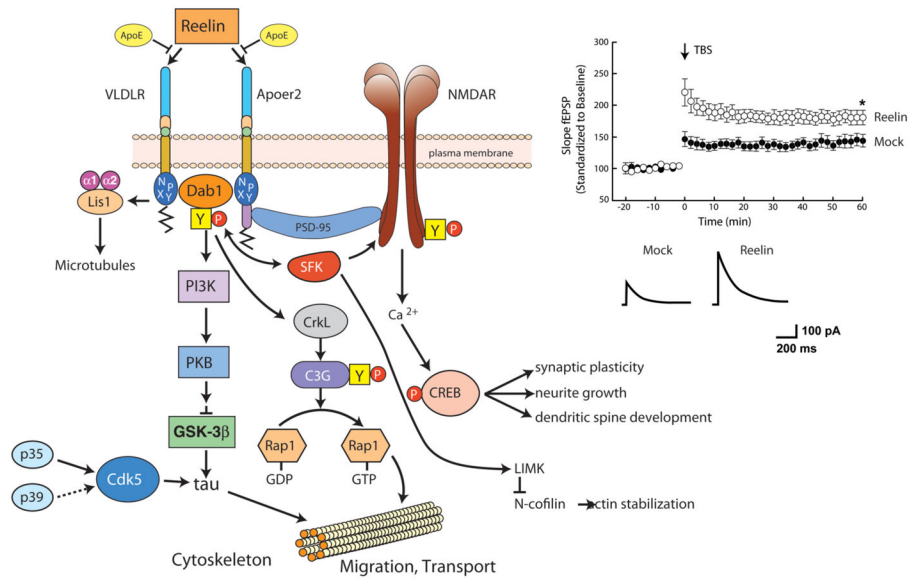 Reelin
ApoE
ApoE
VLDLR
Apoer2
NMDAR
plasma membrane
α1
α2
Lis1
N
P
X
Y
Dab1
N
P
X
Y
Y
P
PSD-95
Y
P
SFK
Microtubules
PI3K
CrkL
Ca 2+
PKB
C3G
Y
P
P
CREB
synaptic plasticity
neurite growth
dendritic spine development
GSK-3β
Rap1
Rap1
GDP
GTP
p35
p39
Cdk5
tau
LIMK
N-cofilin
actin stabilization
Cytoskeleton
Migration, Transport
TBS
300
250
200
150
100
50
Slope fEPSP
(Standardized to Baseline)
*
Reelin
Mock
-20
-10
0
10
20
30
40
50
60
Time (min)
Mock
Reelin
100 pA
200 ms